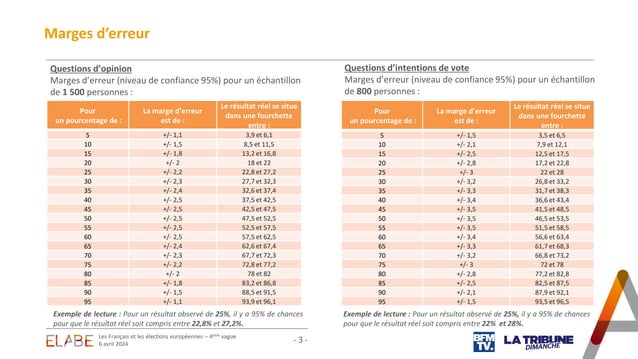 Marges d'erreur
Questions d'opinion
Marges d'erreur (niveau de confiance 95%) pour un échantillon
de 1 500 personnes :
Pour
un pourcentage de :
La marge d'erreur
est de :
Le résultat réel se situe
dans une fourchette
entre :
5 +/- 1,1 3,9 et 6,1
10 +/- 1,5 8,5 et 11,5
15 +/- 1,8 13,2 et 16,8
20 +/- 2 18 et 22
25 +/- 2,2 22,8 et 27,2
30 +/- 2,3 27,7 et 32,3
35 +/- 2,4 32,6 et 37,4
40 +/- 2,5 37,5 et 42,5
45 +/- 2,5 42,5 et 47,5
50 +/- 2,5 47,5 et 52,5
55 +/- 2,5 52,5 et 57,5
60 +/- 2,5 57,5 et 62,5
65 +/- 2,4 62,6 et 67,4
70 +/- 2,3 67,7 et 72,3
75 +/- 2,2 72,8 et 77,2
80 +/- 2 78 et 82
85 +/- 1,8 83,2 et 86,8
90 +/- 1,5 88,5 et 91,5
95 +/- 1,1 93,9 et 96,1
Exemple de lecture : Pour un résultat observé de 25%, il y a 95% de chances
pour que le résultat réel soit compris entre 22,8% et 27,2%.
Questions d'intentions de vote
Marges d'erreur (niveau de confiance 95%) pour un échantillon
de 800 personnes :
Pour
un pourcentage de :
La marge d'erreur
est de :
Le résultat réel se situe
dans une fourchette
entre :
5 +/- 1,5 3,5 et 6,5
10 +/- 2,1 7,9 et 12,1
15 +/- 2,5 12,5 et 17,5
20 +/- 2,8 17,2 et 22,8
25 +/- 3 22 et 28
30 +/- 3,2 26,8 et 33,2
35 +/- 3,3 31,7 et 38,3
40 +/- 3,4 36,6 et 43,4
45 +/- 3,5 41,5 et 48,5
50 +/- 3,5 46,5 et 53,5
55 +/- 3,5 51,5 et 58,5
60 +/- 3,4 56,6 et 63,4
65 +/- 3,3 61,7 et 68,3
70 +/- 3,2 66,8 et 73,2
75 +/- 3 72 et 78
80 +/- 2,8 77,2 et 82,8
85 +/- 2,5 82,5 et 87,5
90 +/- 2,1 87,9 et 92,1
95 +/- 1,5 93,5 et 96,5
Exemple de lecture : Pour un résultat observé de 25%, il y a 95% de chances
pour que le résultat réel soit compris entre 22% et 28%.
ELABE
Les Français et les élections européennes – 4ème vague
6 avril 2024
- 3 -
BFM
TV.
LA TRIBUNE
DIMANCHE